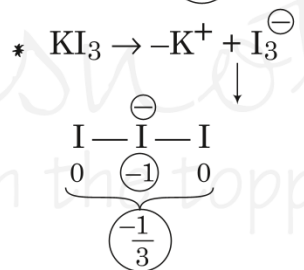 * KI₃ → –K⁺ + I₃⊖
⊖
I — I — I
0 -1 0
-1/3